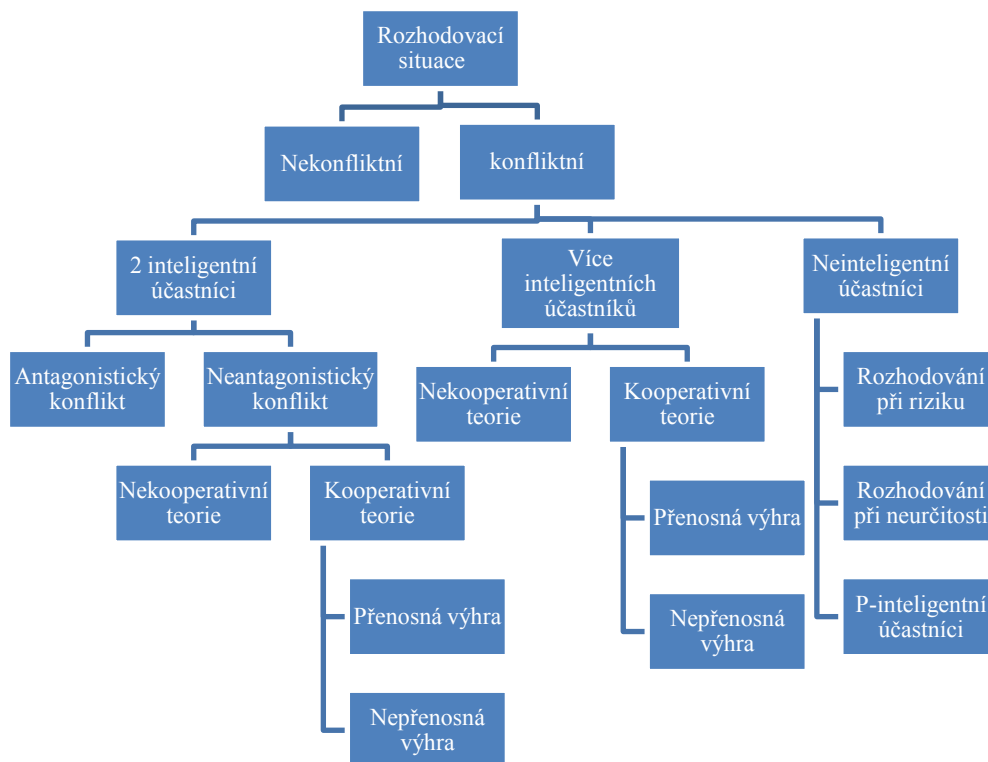 Rozhodovací
situace
Nekonfliktní
konfliktní
2 inteligentní
účastníci
Více
inteligentních
účastníků
Neinteligentní
účastníci
Antagonistický
konflikt
Neantagonistický
konflikt
Nekooperativní
teorie
Kooperativní
teorie
Rozhodování
při riziku
Nekooperativní
teorie
Kooperativní
teorie
Přenosná výhra
Rozhodování
při neurčitosti
Přenosná výhra
Nepřenosná
výhra
P-inteligentní
účastníci
Nepřenosná
výhra